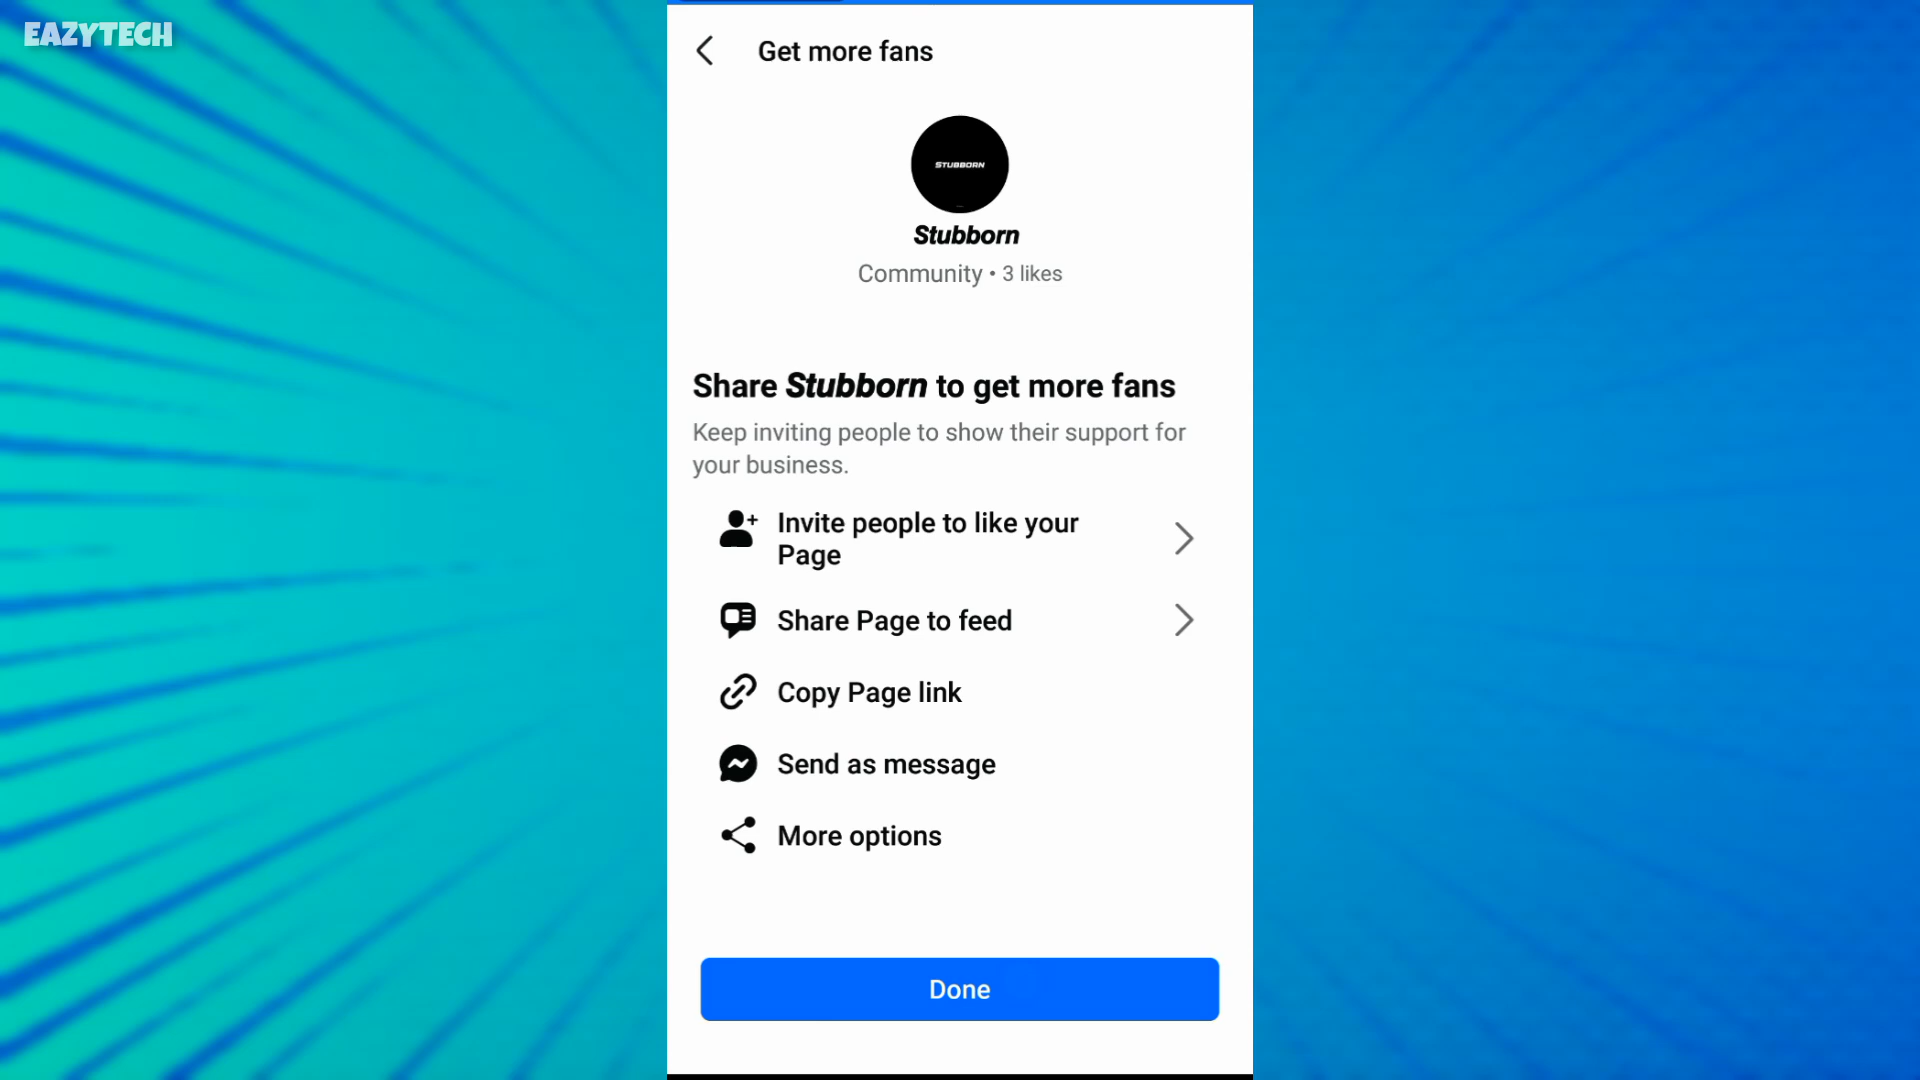 EAZYTECH
Get more fans
STUBBORN
Stubborn
Community • 3 likes
Share Stubborn to get more fans
Keep inviting people to show their support for
your business.
Invite people to like your
Page
Share Page to feed
Copy Page link
Send as message
More options
Done